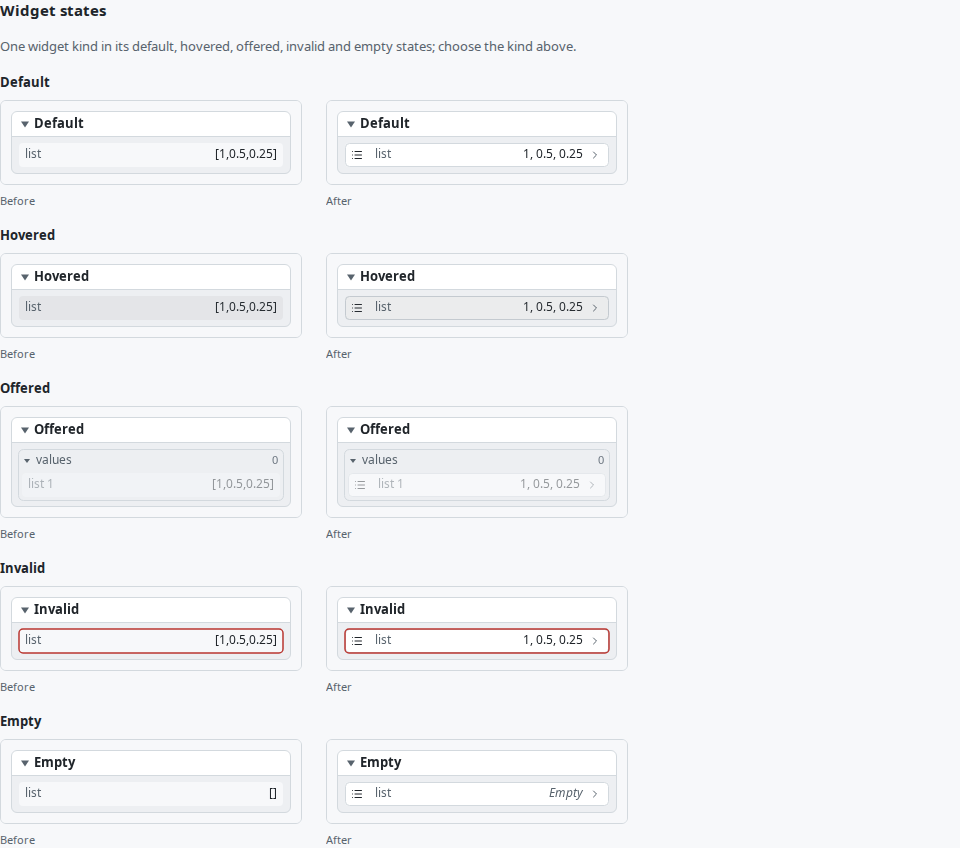 Widget states
One widget kind in its default, hovered, offered, invalid and empty states; choose the kind above.
Default
Default
list [1,0.5,0.25]
Before
Default
list 1, 0.5, 0.25
After
Hovered
Hovered
list [1,0.5,0.25]
Before
Hovered
list 1, 0.5, 0.25
After
Offered
Offered
values 0
list 1 [1,0.5,0.25]
Before
Offered
values 0
list 1 1, 0.5, 0.25
After
Invalid
Invalid
list [1,0.5,0.25]
Before
Invalid
list 1, 0.5, 0.25
After
Empty
Empty
list []
Before
Empty
list Empty
After